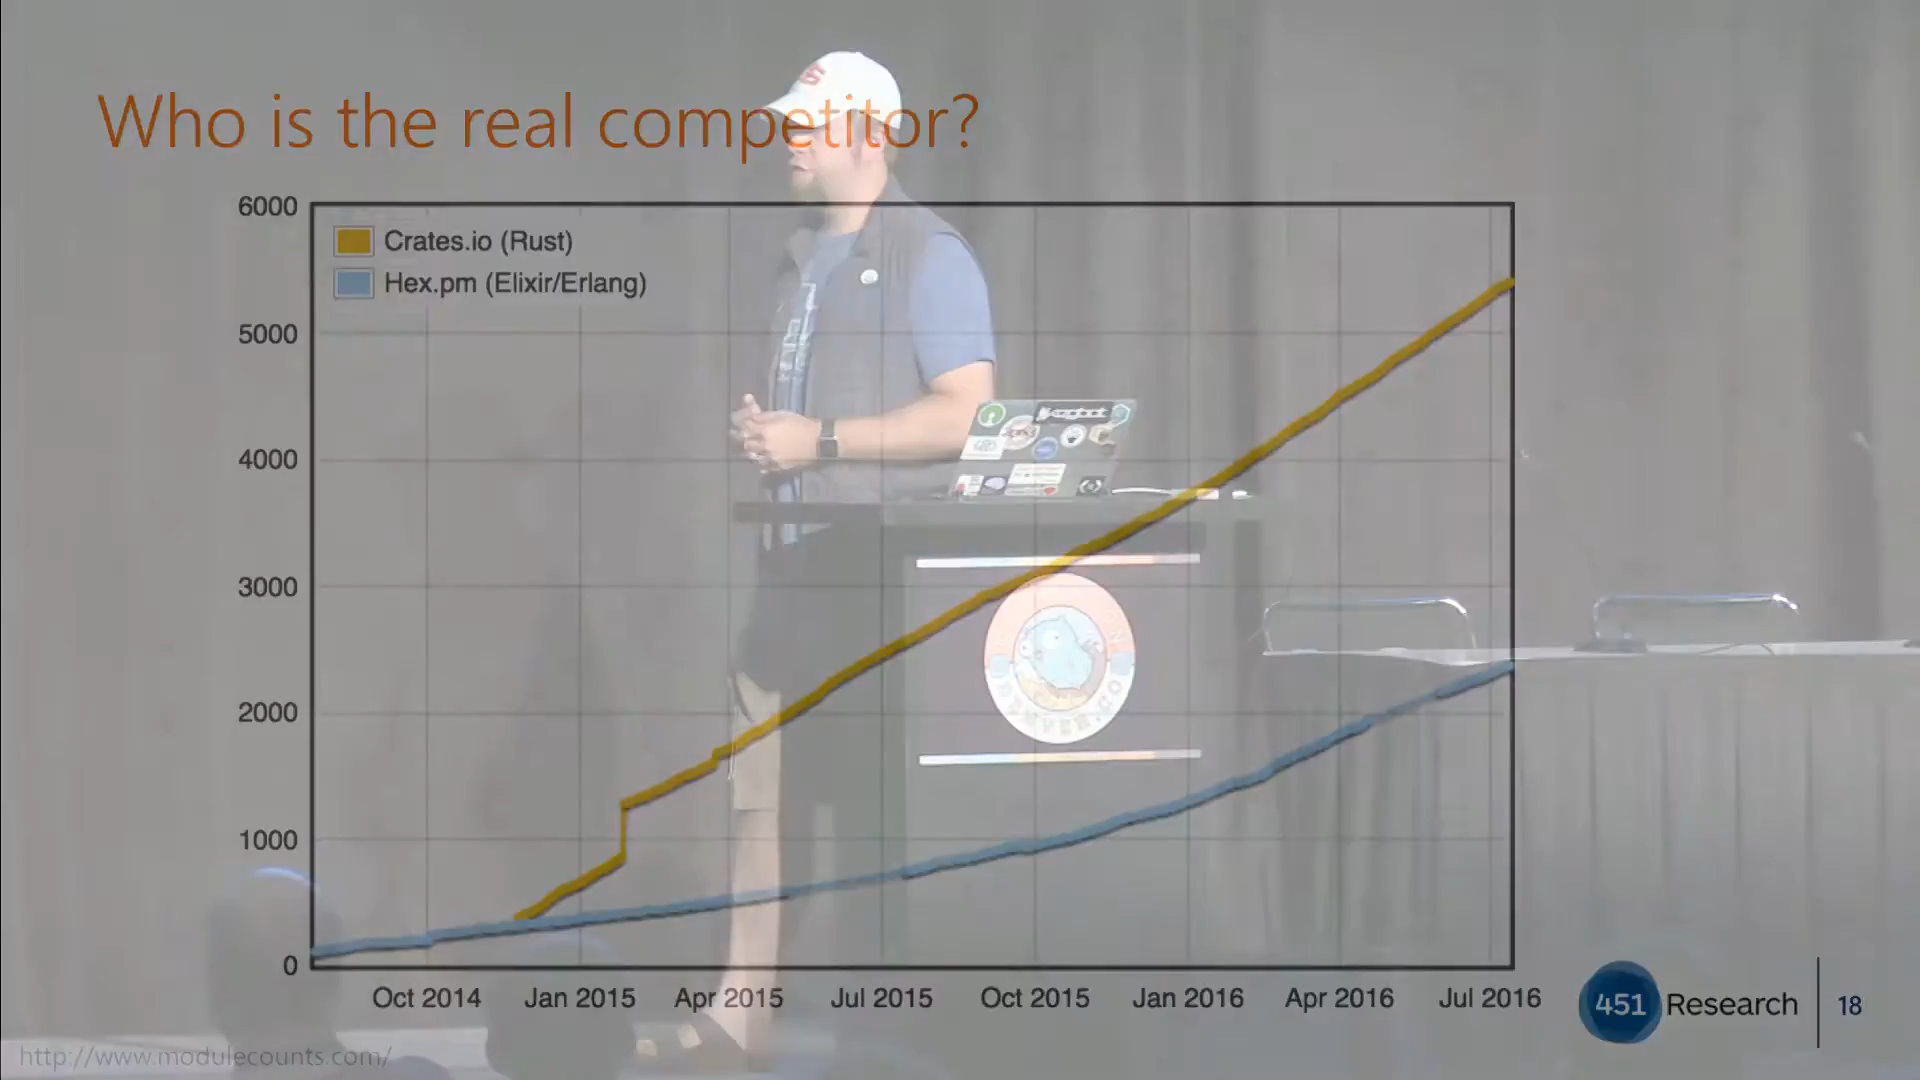 Who is the real competitor?
6000
Crates.io (Rust)
Hex.pm (Elixir/Erlang)
5000
4000
3000
2000
1000
0
Oct 2014
Jan 2015
Apr 2015
Jul 2015
Oct 2015
Jan 2016
Apr 2016
Jul 2016
DENVER, CO
451 Research
18
http://www.modulecounts.com/